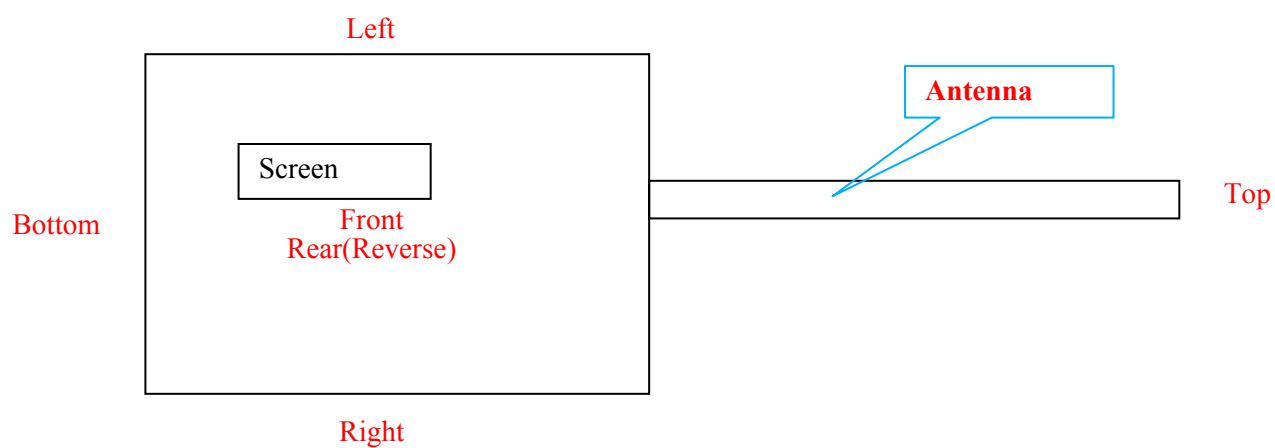 Left
Antenna
Screen
Top
Bottom
Front
Rear(Reverse)
Right